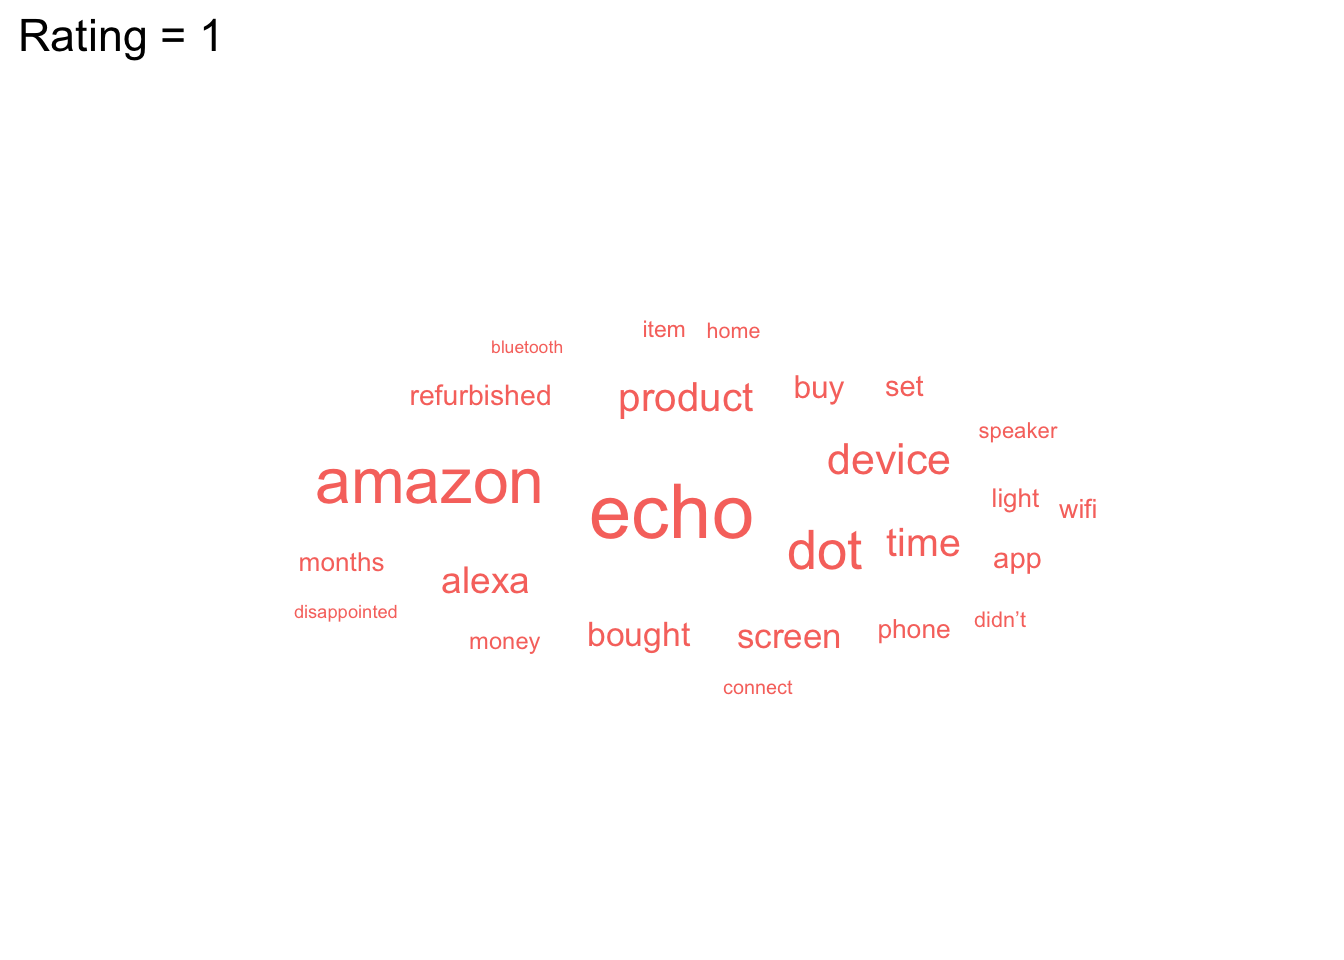 Rating = 1
item home
bluetooth
refurbished product buy set
speaker
device
amazon
echo
light wifi
dot time app
months
alexa
disappointed
didn’t
money bought screen phone
connect